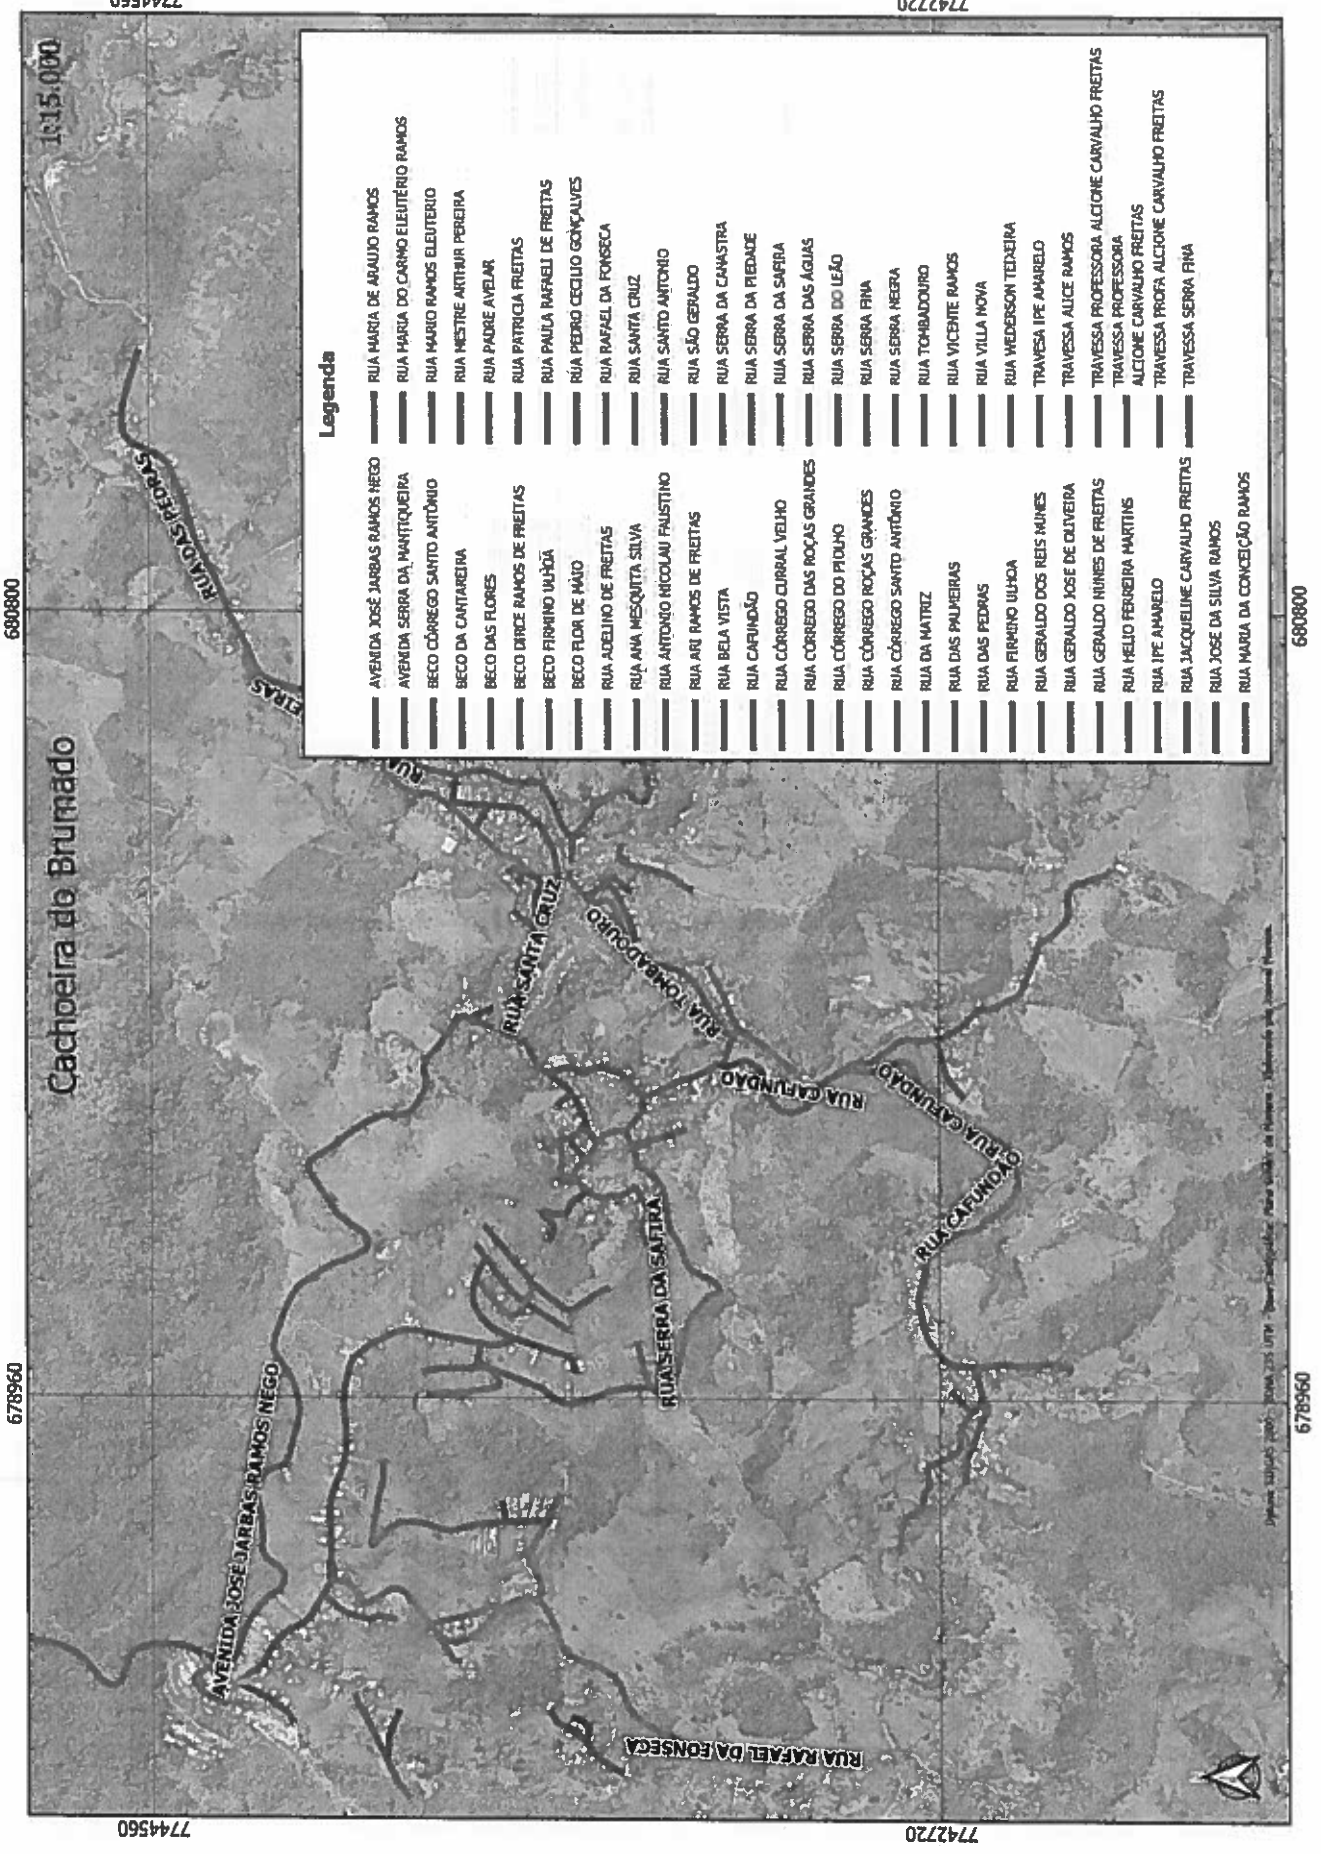 Cachoeira do Brumado
1:15.000
678960
680800
7744560
7742720
7744560
7742720
678960
680800
AVENIDA JOSE JARBAS RAMOS NEGO
RUA DAS PEDRAS
EIRAS
RUA
RUA SANTA CRUZ
RUA TOMBADOURO
RUA CAFUNDÃO
RUA CAFUNDÃO
RUA CAFUNDÃO
RUA CAFUNDÃO
RUA SERRA DA SAFIRA
RUA RAFAEL DA FONSECA
Legenda
AVENIDA JOSÉ JARBAS RAMOS NEGO
AVENIDA SERRA DA MANTIQUEIRA
BECO CÓRREGO SANTO ANTÔNIO
BECO DA CANTAREIRA
BECO DAS FLORES
BECO DIRCE RAMOS DE FREITAS
BECO FIRMINO ULHOA
BECO FLOR DE MAIO
RUA ADELINO DE FREITAS
RUA ANA MESQUITA SILVA
RUA ANTONIO NICOLAU FAUSTINO
RUA ARI RAMOS DE FREITAS
RUA BELA VISTA
RUA CAFUNDÃO
RUA CÓRREGO CURRAL VELHO
RUA CÓRREGO DAS ROÇAS GRANDES
RUA CÓRREGO DO PIOLHO
RUA CÓRREGO ROÇAS GRANDES
RUA CÓRREGO SANTO ANTÔNIO
RUA DA MATRIZ
RUA DAS PALMEIRAS
RUA DAS PEDRAS
RUA FIRMINO ULHOA
RUA GERALDO DOS REIS NUNES
RUA GERALDO JOSE DE OLIVEIRA
RUA GERALDO NUNES DE FREITAS
RUA HELIO FERREIRA MARTINS
RUA IPE AMARELO
RUA JACQUELINE CARVALHO FREITAS
RUA JOSE DA SILVA RAMOS
RUA MARIA DA CONCEIÇÃO RAMOS
RUA MARIA DE ARAUJO RAMOS
RUA MARIA DO CARMO ELEUTÉRIO RAMOS
RUA MARIO RAMOS ELEUTERIO
RUA MESTRE ARTHUR PEREIRA
RUA PADRE AVELAR
RUA PATRICIA FREITAS
RUA PAULA RAFAELI DE FREITAS
RUA PEDRO CECILIO GONÇALVES
RUA RAFAEL DA FONSECA
RUA SANTA CRUZ
RUA SANTO ANTONIO
RUA SÃO GERALDO
RUA SERRA DA CANASTRA
RUA SERRA DA PIEDADE
RUA SERRA DA SAFIRA
RUA SERRA DAS ÁGUAS
RUA SERRA DO LEÃO
RUA SERRA FINA
RUA SERRA NEGRA
RUA TOMBADOURO
RUA VICENTE RAMOS
RUA VILLA NOVA
RUA WEDERSON TEIXEIRA
TRAVESA IPE AMARELO
TRAVESSA ALICE RAMOS
TRAVESSA PROFESSORA ALCIONE CARVALHO FREITAS
TRAVESSA PROFESSORA
ALCIONE CARVALHO FREITAS
TRAVESSA PROFA ALCIONE CARVALHO FREITAS
TRAVESSA SERRA FINA